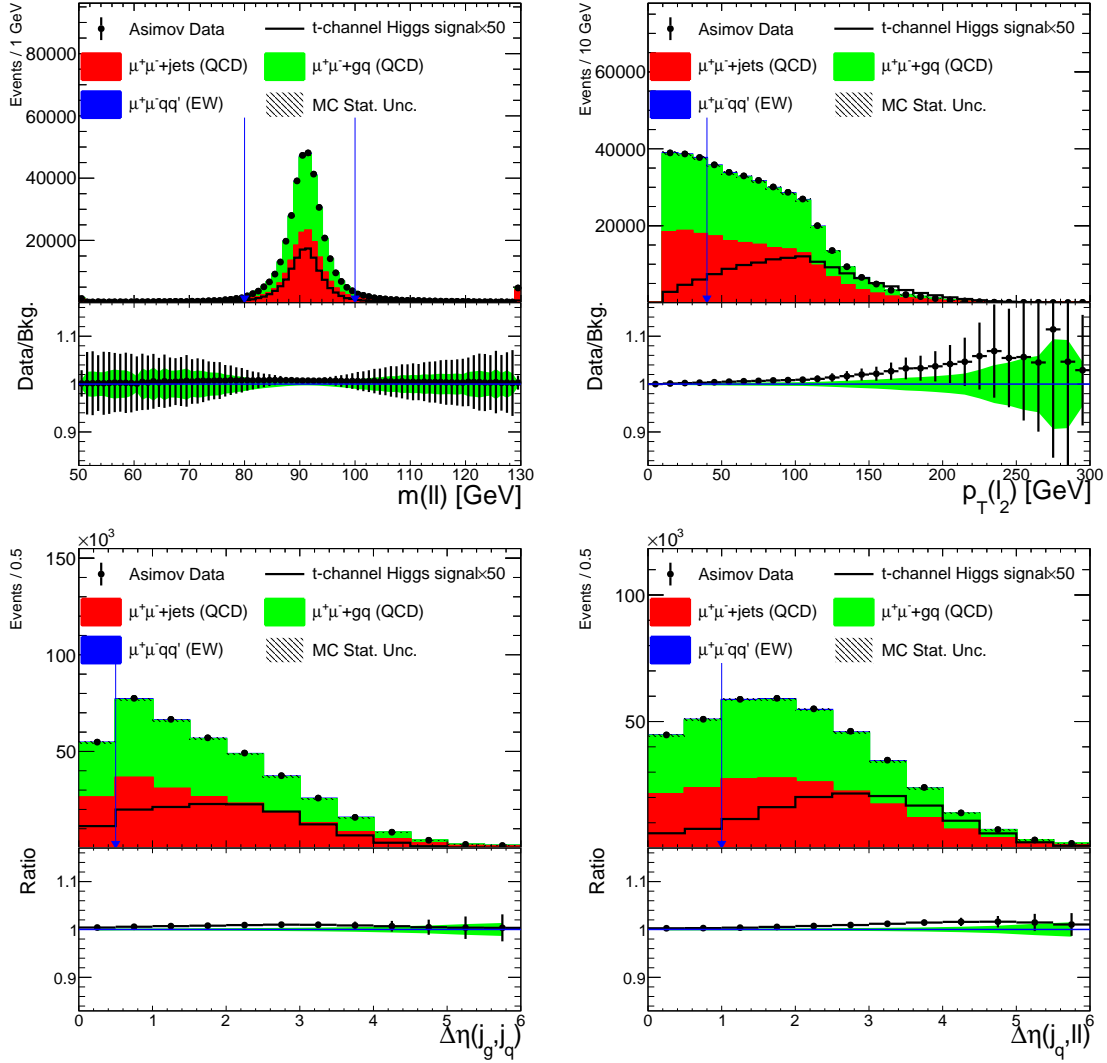 Events / 1 GeV
80000
60000
40000
20000
Asimov Data
t-channel Higgs signal×50
μ⁺μ⁻+jets (QCD)
μ⁺μ⁻+gq (QCD)
μ⁺μ⁻qq' (EW)
MC Stat. Unc.
Data/Bkg.
1.1
1
0.9
50 60 70 80 90 100 110 120 130
m(ll) [GeV]
Events / 10 GeV
60000
40000
20000
Asimov Data
t-channel Higgs signal×50
μ⁺μ⁻+jets (QCD)
μ⁺μ⁻+gq (QCD)
μ⁺μ⁻qq' (EW)
MC Stat. Unc.
Data/Bkg.
1.1
1
0.9
0 50 100 150 200 250 300
p_T(l_2) [GeV]
×10³
Events / 0.5
150
100
50
Asimov Data
t-channel Higgs signal×50
μ⁺μ⁻+jets (QCD)
μ⁺μ⁻+gq (QCD)
μ⁺μ⁻qq' (EW)
MC Stat. Unc.
Ratio
1.1
1
0.9
0 1 2 3 4 5 6
Δη(j_g,j_q)
×10³
Events / 0.5
100
50
0
Asimov Data
t-channel Higgs signal×50
μ⁺μ⁻+jets (QCD)
μ⁺μ⁻+gq (QCD)
μ⁺μ⁻qq' (EW)
MC Stat. Unc.
Ratio
1.1
1
0.9
0 1 2 3 4 5 6
Δη(j_q,ll)